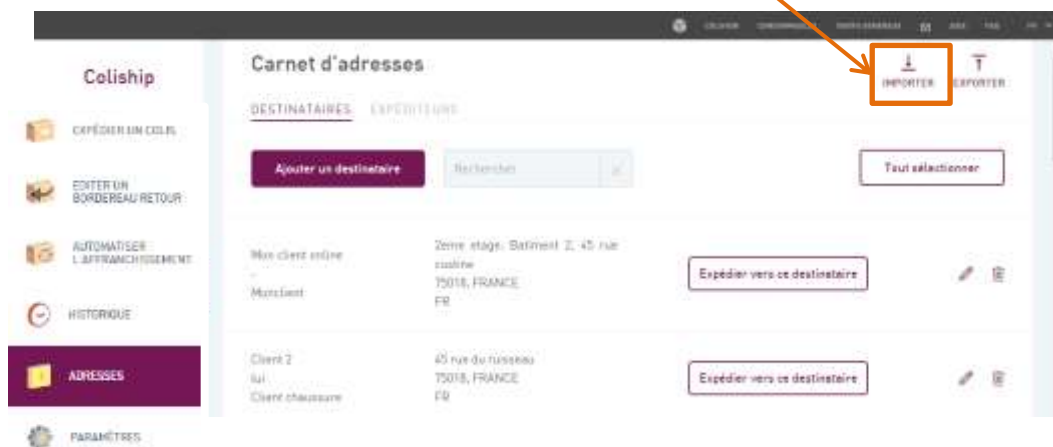 COLISHIP
Carnet d'adresses
IMPORTER
EXPORTER
Coliship
DESTINATAIRES EXPÉDITEURS
EXPÉDIER UN COLIS
Ajouter un destinataire
Rechercher
Tout sélectionner
EDITER UN
BORDEREAU RETOUR
AUTOMATISER
L'AFFRANCHISSEMENT
Mon client online
-
Monclient
2eme etage, Batiment 2, 45 rue
custine
75018, FRANCE
FR
Expédier vers ce destinataire
HISTORIQUE
ADRESSES
Client 2
lui
Client chaussure
45 rue du ruisseau
75018, FRANCE
FR
Expédier vers ce destinataire
PARAMÈTRES